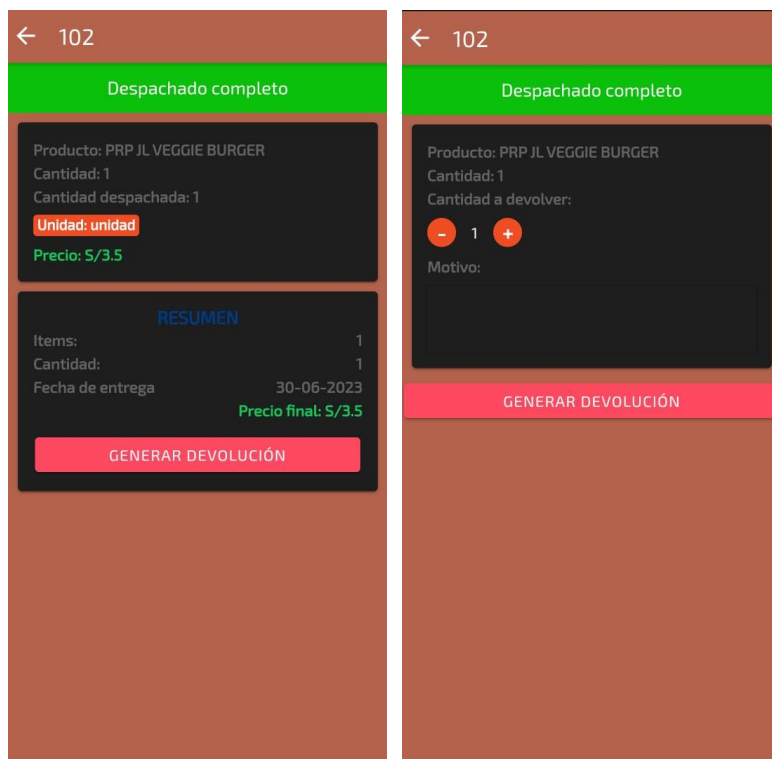 102
Despachado completo
Producto: PRP JL VEGGIE BURGER
Cantidad: 1
Cantidad despachada: 1
Unidad: unidad
Precio: S/3.5
RESUMEN
Items: 1
Cantidad: 1
Fecha de entrega 30-06-2023
Precio final: S/3.5
GENERAR DEVOLUCIÓN
102
Despachado completo
Producto: PRP JL VEGGIE BURGER
Cantidad: 1
Cantidad a devolver:
- 1 +
Motivo:
GENERAR DEVOLUCIÓN